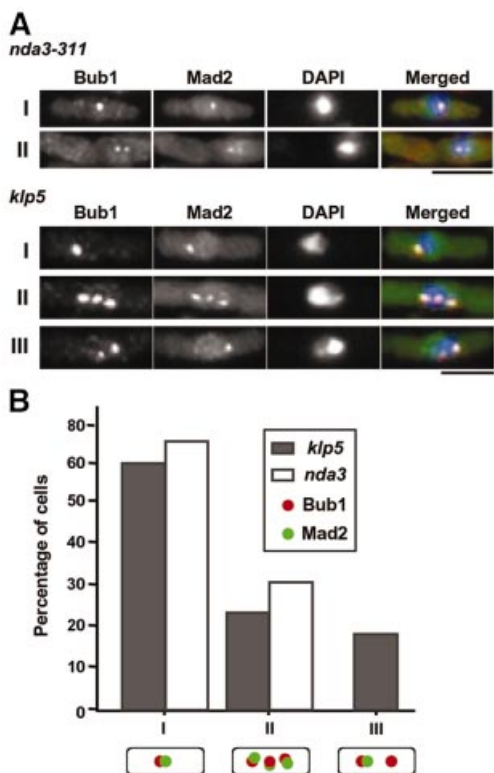 A
nda3-311
Bub1 Mad2 DAPI Merged
I
II
klp5
Bub1 Mad2 DAPI Merged
I
II
III
B
Percentage of cells
80
60
50
40
30
20
10
0
klp5
nda3
Bub1
Mad2
I II III